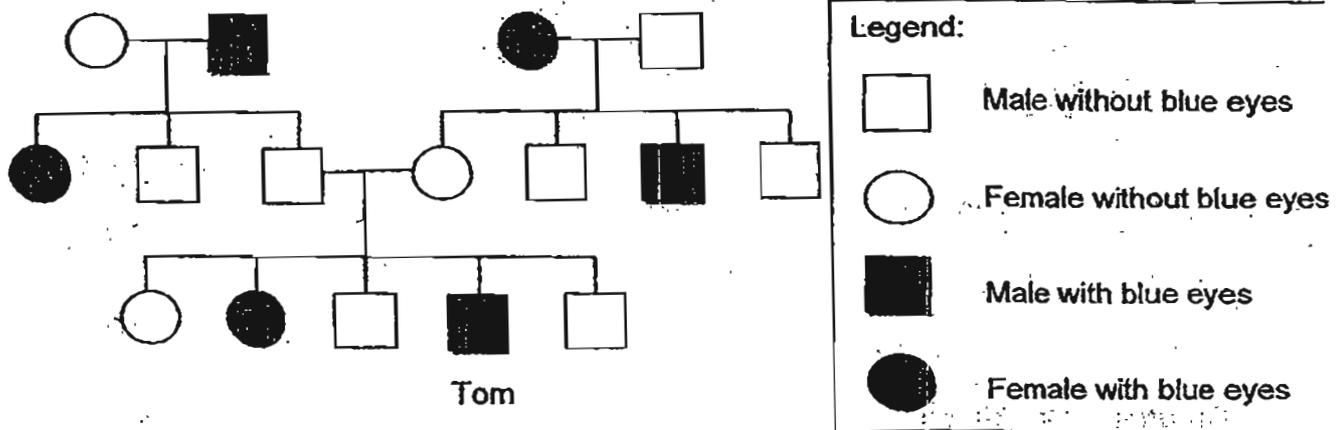 Legend:
Male without blue eyes
Female without blue eyes
Male with blue eyes
Female with blue eyes
Tom